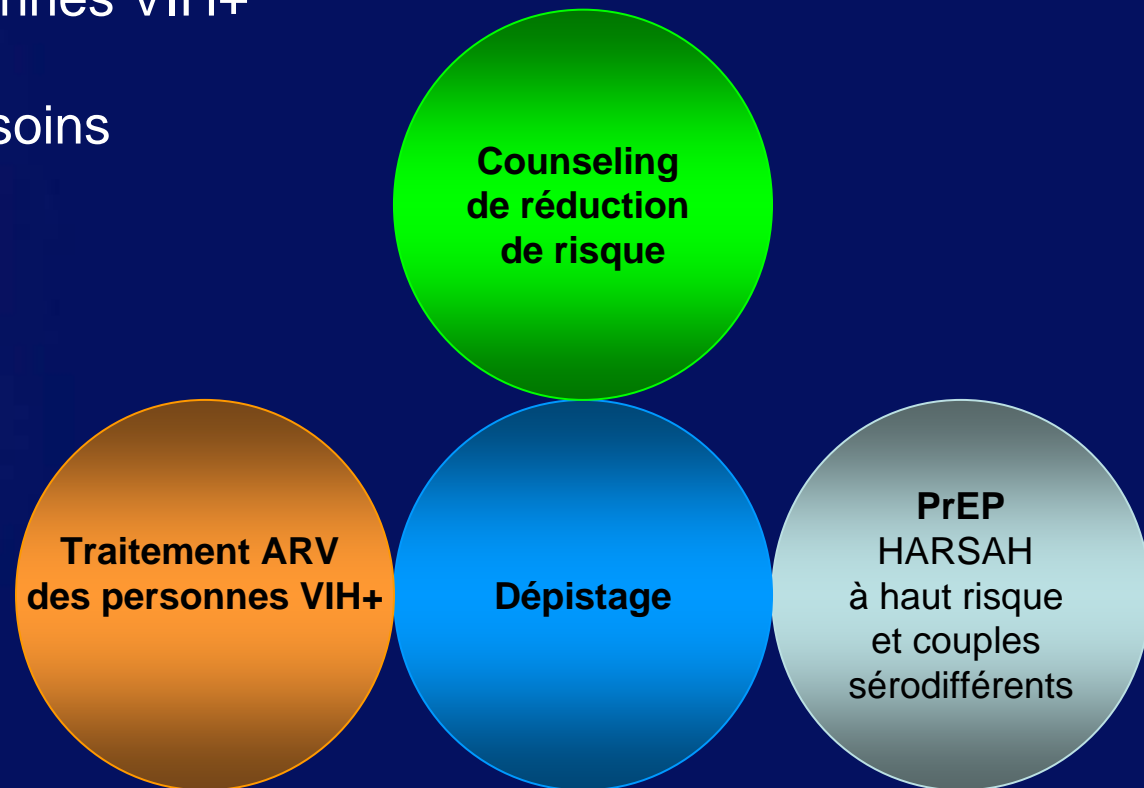 VIH+
soins
Counseling
de réduction
de risque
Traitement ARV
des personnes VIH+
Dépistage
PrEP
HARSAH
à haut risque
et couples
sérodifférents